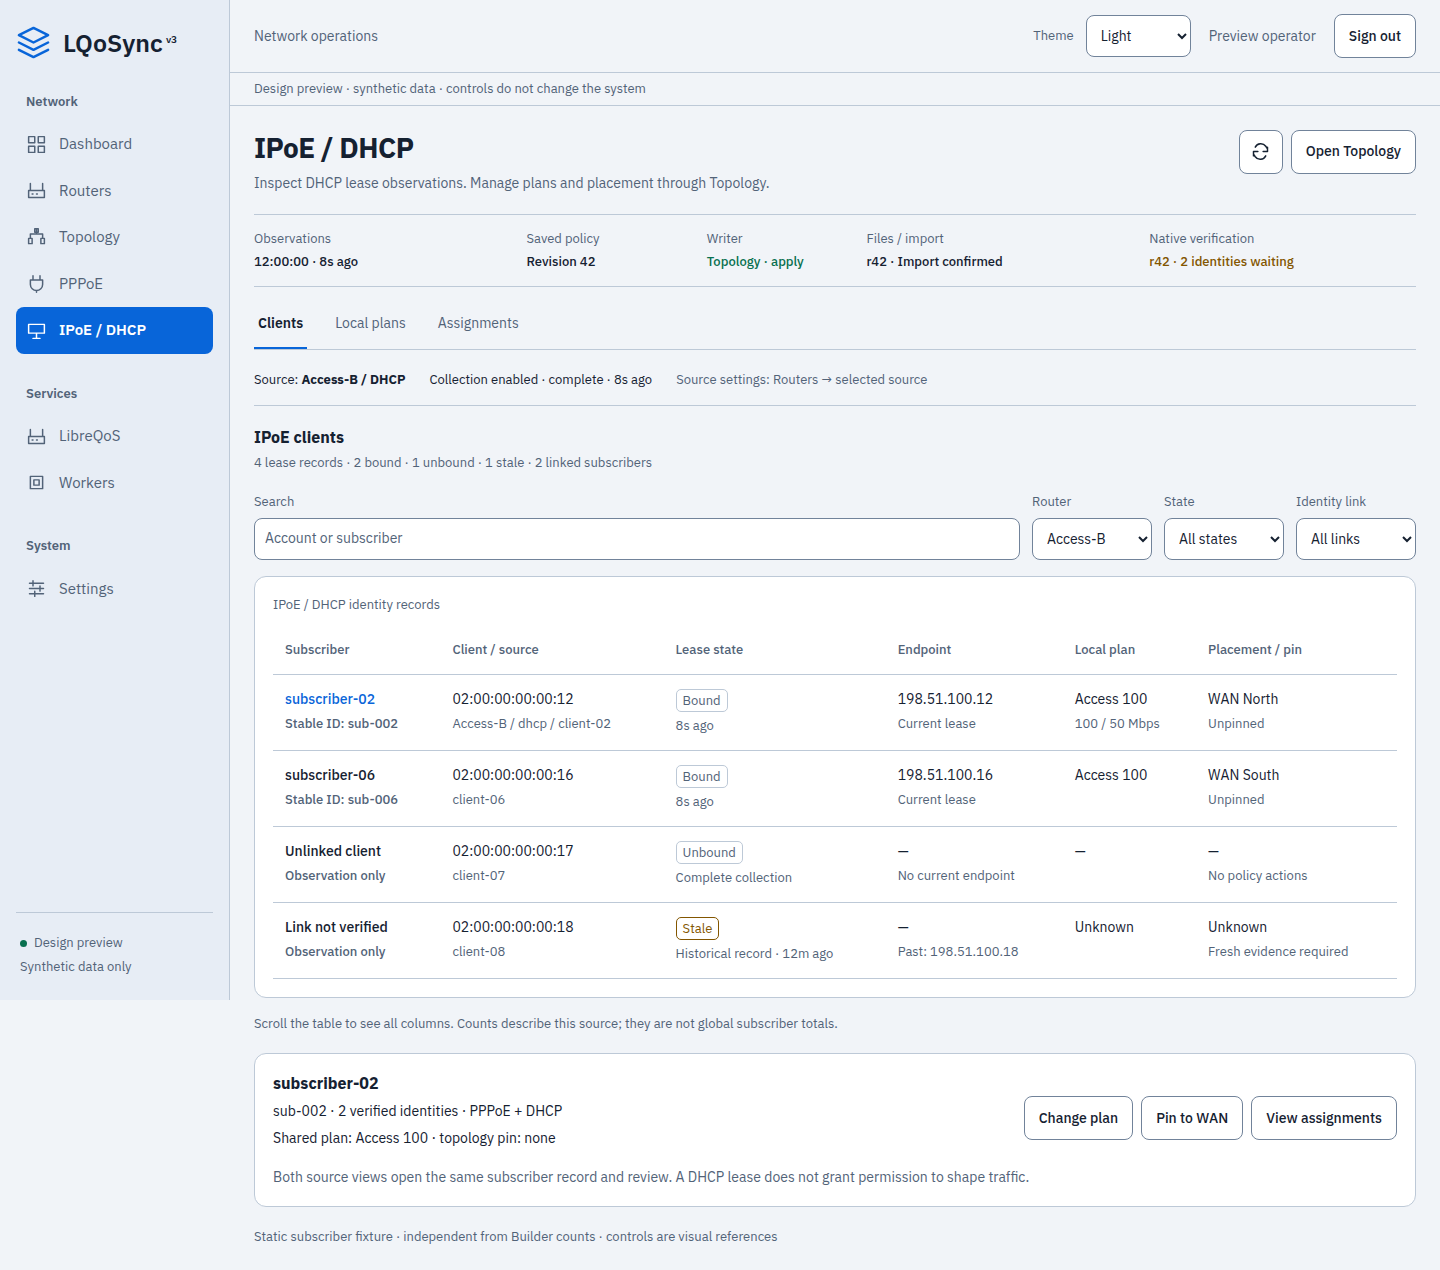 LQoSync v3
Network
Dashboard
Routers
Topology
PPPoE
IPoE / DHCP
Services
LibreQoS
Workers
System
Settings
Design preview
Synthetic data only
Network operations
Theme
Light
Preview operator
Sign out
Design preview · synthetic data · controls do not change the system
IPoE / DHCP
Inspect DHCP lease observations. Manage plans and placement through Topology.
Open Topology
Observations
12:00:00 · 8s ago
Saved policy
Revision 42
Writer
Topology · apply
Files / import
r42 · Import confirmed
Native verification
r42 · 2 identities waiting
Clients
Local plans
Assignments
Source: Access-B / DHCP
Collection enabled · complete · 8s ago
Source settings: Routers → selected source
IPoE clients
4 lease records · 2 bound · 1 unbound · 1 stale · 2 linked subscribers
Search
Account or subscriber
Router
Access-B
State
All states
Identity link
All links
IPoE / DHCP identity records
Subscriber Client / source Lease state Endpoint Local plan Placement / pin
subscriber-02 02:00:00:00:00:12 Bound 198.51.100.12 Access 100 WAN North
Stable ID: sub-002 Access-B / dhcp / client-02 8s ago Current lease 100 / 50 Mbps Unpinned
subscriber-06 02:00:00:00:00:16 Bound 198.51.100.16 Access 100 WAN South
Stable ID: sub-006 client-06 8s ago Current lease Unpinned
Unlinked client 02:00:00:00:00:17 Unbound — — —
Observation only client-07 Complete collection No current endpoint No policy actions
Link not verified 02:00:00:00:00:18 Stale — Unknown Unknown
Observation only client-08 Historical record · 12m ago Past: 198.51.100.18 Fresh evidence required
Scroll the table to see all columns. Counts describe this source; they are not global subscriber totals.
subscriber-02
sub-002 · 2 verified identities · PPPoE + DHCP
Shared plan: Access 100 · topology pin: none
Change plan
Pin to WAN
View assignments
Both source views open the same subscriber record and review. A DHCP lease does not grant permission to shape traffic.
Static subscriber fixture · independent from Builder counts · controls are visual references